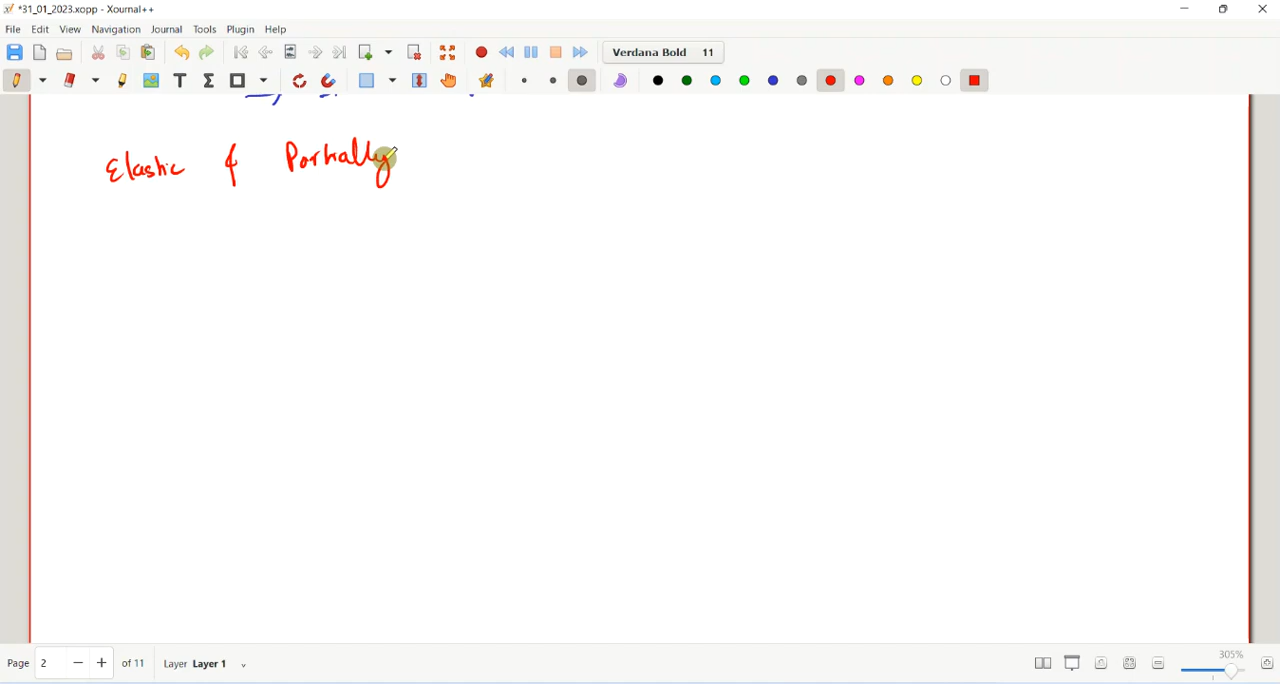 *31_01_2023.xopp - Xournal++
File Edit View Navigation Journal Tools Plugin Help
Verdana Bold 11
Elastic & Partially
Page 2 of 11 Layer Layer 1 305%